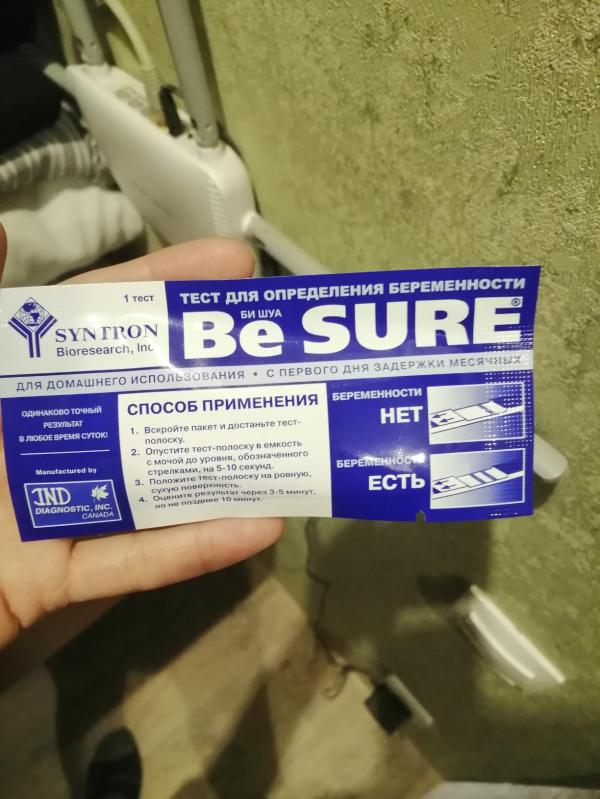 1 тест
SYNTRON
Bioresearch, Inc
ТЕСТ ДЛЯ ОПРЕДЕЛЕНИЯ БЕРЕМЕННОСТИ
БИ ШУА
Be SURE®
ДЛЯ ДОМАШНЕГО ИСПОЛЬЗОВАНИЯ • С ПЕРВОГО ДНЯ ЗАДЕРЖКИ МЕСЯЧНЫХ
ОДИНАКОВО ТОЧНЫЙ
РЕЗУЛЬТАТ
В ЛЮБОЕ ВРЕМЯ СУТОК!
Manufactured by
IND
DIAGNOSTIC, INC.
CANADA
СПОСОБ ПРИМЕНЕНИЯ
1. Вскройте пакет и достаньте тест-
полоску.
2. Опустите тест-полоску в емкость
с мочой до уровня, обозначенного
стрелками, на 5-10 секунд.
3. Положите тест-полоску на ровную,
сухую поверхность.
4. Оцените результат через 3-5 минут,
но не позднее 10 минут.
БЕРЕМЕННОСТИ
НЕТ
БЕРЕМЕННОСТЬ
ЕСТЬ